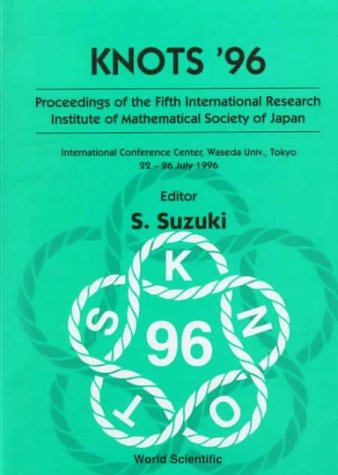 KNOTS '96
Proceedings of the Fifth International Research
Institute of Mathematical Society of Japan
International Conference Center, Waseda Univ., Tokyo
22 – 26 July 1996
Editor
S. Suzuki
K
N
O
T
S
96
World Scientific